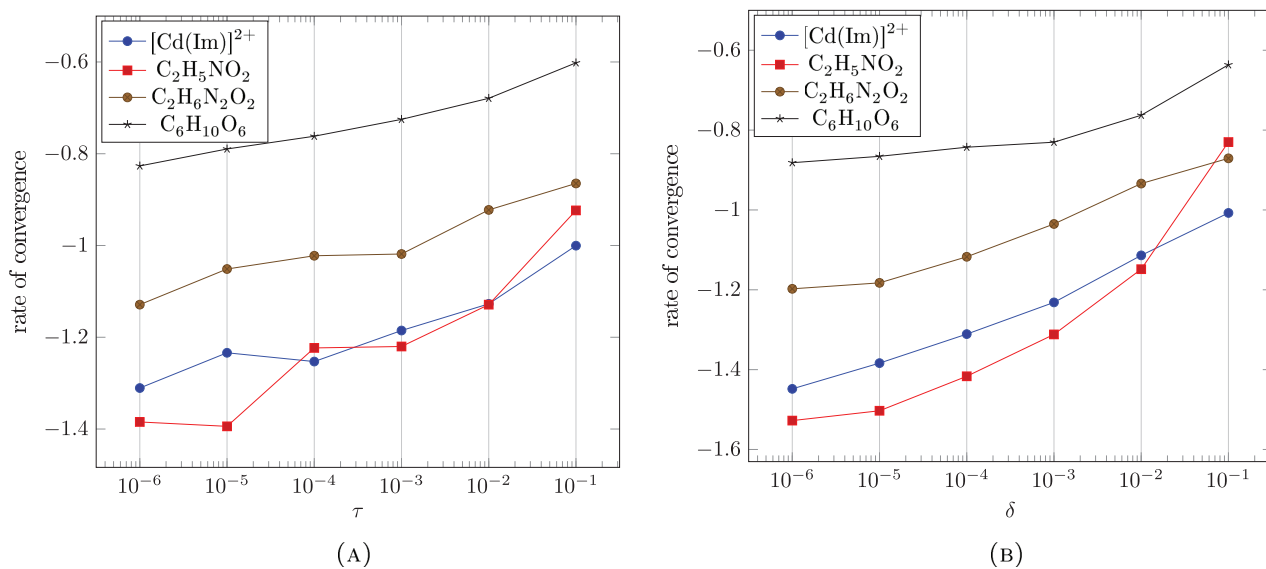 [Cd(Im)]²⁺
C₂H₅NO₂
C₂H₆N₂O₂
C₆H₁₀O₆
−0.6
−0.8
−1
−1.2
−1.4
rate of convergence
10⁻⁶ 10⁻⁵ 10⁻⁴ 10⁻³ 10⁻² 10⁻¹
τ
(A)
[Cd(Im)]²⁺
C₂H₅NO₂
C₂H₆N₂O₂
C₆H₁₀O₆
−0.6
−0.8
−1
−1.2
−1.4
−1.6
rate of convergence
10⁻⁶ 10⁻⁵ 10⁻⁴ 10⁻³ 10⁻² 10⁻¹
δ
(B)